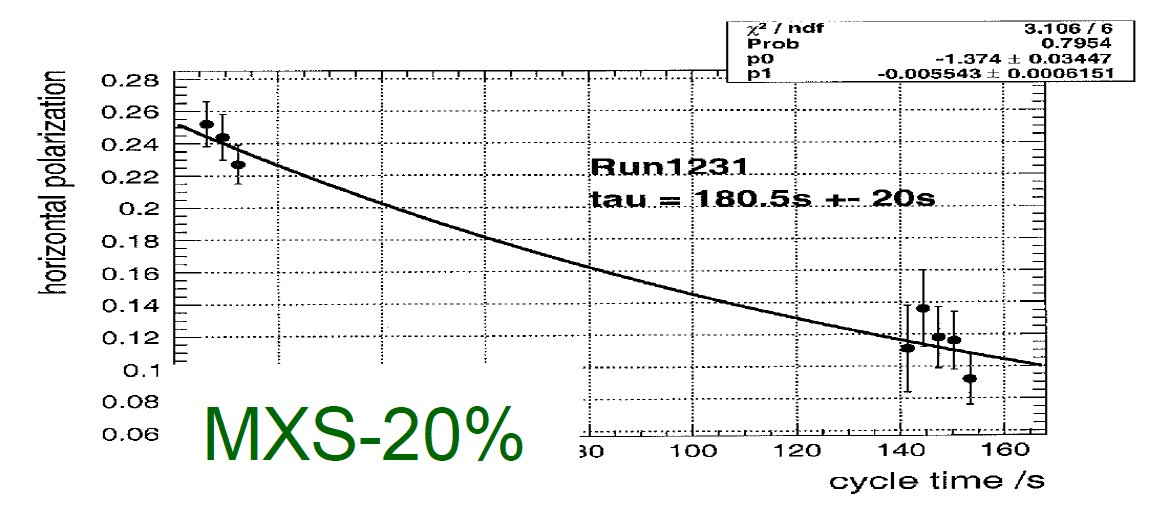 χ² / ndf 3.106 / 6
Prob 0.7954
p0 -1.374 ± 0.03447
p1 -0.005543 ± 0.0006151
horizontal polarization
0.28
0.26
0.24
0.22
0.2
0.18
0.16
0.14
0.12
0.1
0.08
0.06
Run1231
tau = 180.5s +- 20s
MXS-20%
80 100 120 140 160
cycle time /s